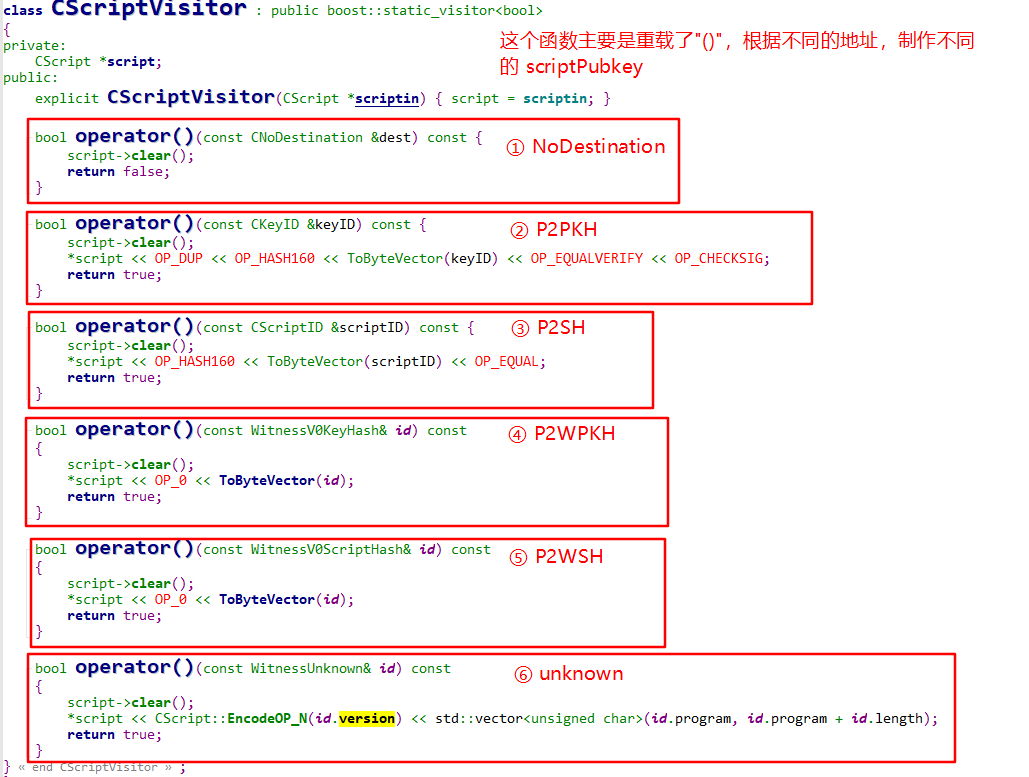 class CScriptVisitor : public boost::static_visitor<bool>
{
private:
    CScript *script;
public:
    explicit CScriptVisitor(CScript *scriptin) { script = scriptin; }
这个函数主要是重载了"()"，根据不同的地址，制作不同
的 scriptPubkey
    bool operator()(const CNoDestination &dest) const {
        script->clear();
        return false;
    }
① NoDestination
    bool operator()(const CKeyID &keyID) const {
        script->clear();
        *script << OP_DUP << OP_HASH160 << ToByteVector(keyID) << OP_EQUALVERIFY << OP_CHECKSIG;
        return true;
    }
② P2PKH
    bool operator()(const CScriptID &scriptID) const {
        script->clear();
        *script << OP_HASH160 << ToByteVector(scriptID) << OP_EQUAL;
        return true;
    }
③ P2SH
    bool operator()(const WitnessV0KeyHash& id) const
    {
        script->clear();
        *script << OP_0 << ToByteVector(id);
        return true;
    }
④ P2WPKH
    bool operator()(const WitnessV0ScriptHash& id) const
    {
        script->clear();
        *script << OP_0 << ToByteVector(id);
        return true;
    }
⑤ P2WSH
    bool operator()(const WitnessUnknown& id) const
    {
        script->clear();
        *script << CScript::EncodeOP_N(id.version) << std::vector<unsigned char>(id.program, id.program + id.length);
        return true;
    }
⑥ unknown
} « end CScriptVisitor » ;